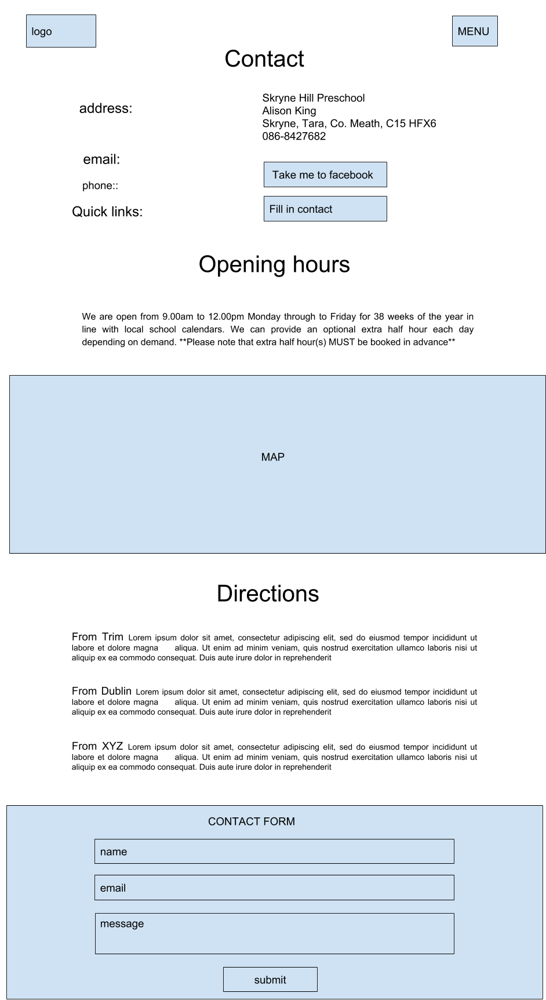 logo
MENU
Contact
address:
Skryne Hill Preschool
Alison King
Skryne, Tara, Co. Meath, C15 HFX6
086-8427682
email:
phone::
Quick links:
Take me to facebook
Fill in contact
Opening hours
We are open from 9.00am to 12.00pm Monday through to Friday for 38 weeks of the year in
line with local school calendars. We can provide an optional extra half hour each day
depending on demand. **Please note that extra half hour(s) MUST be booked in advance**
MAP
Directions
From Trim Lorem ipsum dolor sit amet, consectetur adipiscing elit, sed do eiusmod tempor incididunt ut
labore et dolore magna aliqua. Ut enim ad minim veniam, quis nostrud exercitation ullamco laboris nisi ut
aliquip ex ea commodo consequat. Duis aute irure dolor in reprehenderit
From Dublin Lorem ipsum dolor sit amet, consectetur adipiscing elit, sed do eiusmod tempor incididunt ut
labore et dolore magna aliqua. Ut enim ad minim veniam, quis nostrud exercitation ullamco laboris nisi ut
aliquip ex ea commodo consequat. Duis aute irure dolor in reprehenderit
From XYZ Lorem ipsum dolor sit amet, consectetur adipiscing elit, sed do eiusmod tempor incididunt ut
labore et dolore magna aliqua. Ut enim ad minim veniam, quis nostrud exercitation ullamco laboris nisi ut
aliquip ex ea commodo consequat. Duis aute irure dolor in reprehenderit
CONTACT FORM
name
email
message
submit